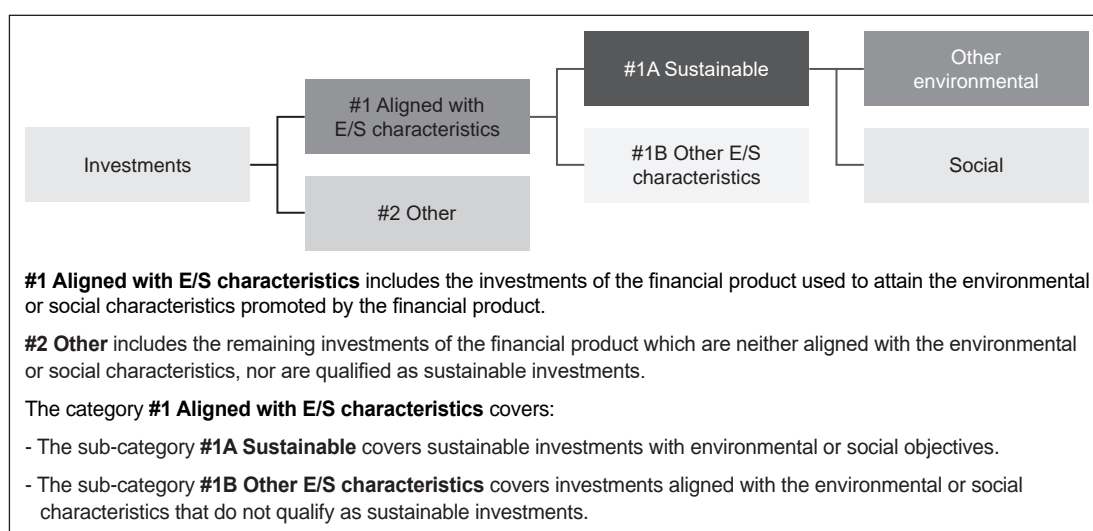 #1A Sustainable
Other
environmental
#1 Aligned with
E/S characteristics
Investments
#1B Other E/S
characteristics
Social
#2 Other
#1 Aligned with E/S characteristics includes the investments of the financial product used to attain the environmental
or social characteristics promoted by the financial product.
#2 Other includes the remaining investments of the financial product which are neither aligned with the environmental
or social characteristics, nor are qualified as sustainable investments.
The category #1 Aligned with E/S characteristics covers:
- The sub-category #1A Sustainable covers sustainable investments with environmental or social objectives.
- The sub-category #1B Other E/S characteristics covers investments aligned with the environmental or social
characteristics that do not qualify as sustainable investments.